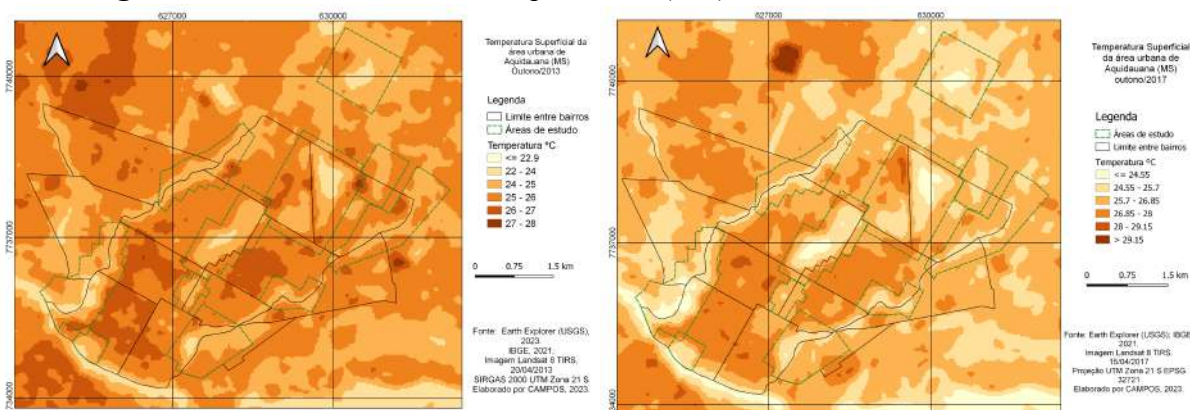 627000
630000
7740000
7737000
734000
Temperatura Superficial da
área urbana de
Aquidauana (MS)
Outono/2013
Legenda
Limite entre bairros
Áreas de estudo
Temperatura °C
<= 22.9
22 - 24
24 - 25
25 - 26
26 - 27
27 - 28
0 0.75 1.5 km
Fonte: Earth Explorer (USGS),
2023.
IBGE, 2021.
Imagem Landsat 8 TIRS,
20/04/2013
SIRGAS 2000 UTM Zona 21 S
Elaborado por CAMPOS, 2023.
627000
630000
7740000
7737000
734000
Temperatura Superficial
da área urbana de
Aquidauana (MS)
outono/2017
Legenda
Áreas de estudo
Limite entre bairros
Temperatura °C
<= 24.55
24.55 - 25.7
25.7 - 26.85
26.85 - 28
28 - 29.15
> 29.15
0 0.75 1.5 km
Fonte: Earth Explorer (USGS); IBGE
2021.
Imagem Landsat 8 TIRS,
15/04/2017
Projeção UTM Zona 21 S EPSG
32721
Elaborado por CAMPOS, 2023.